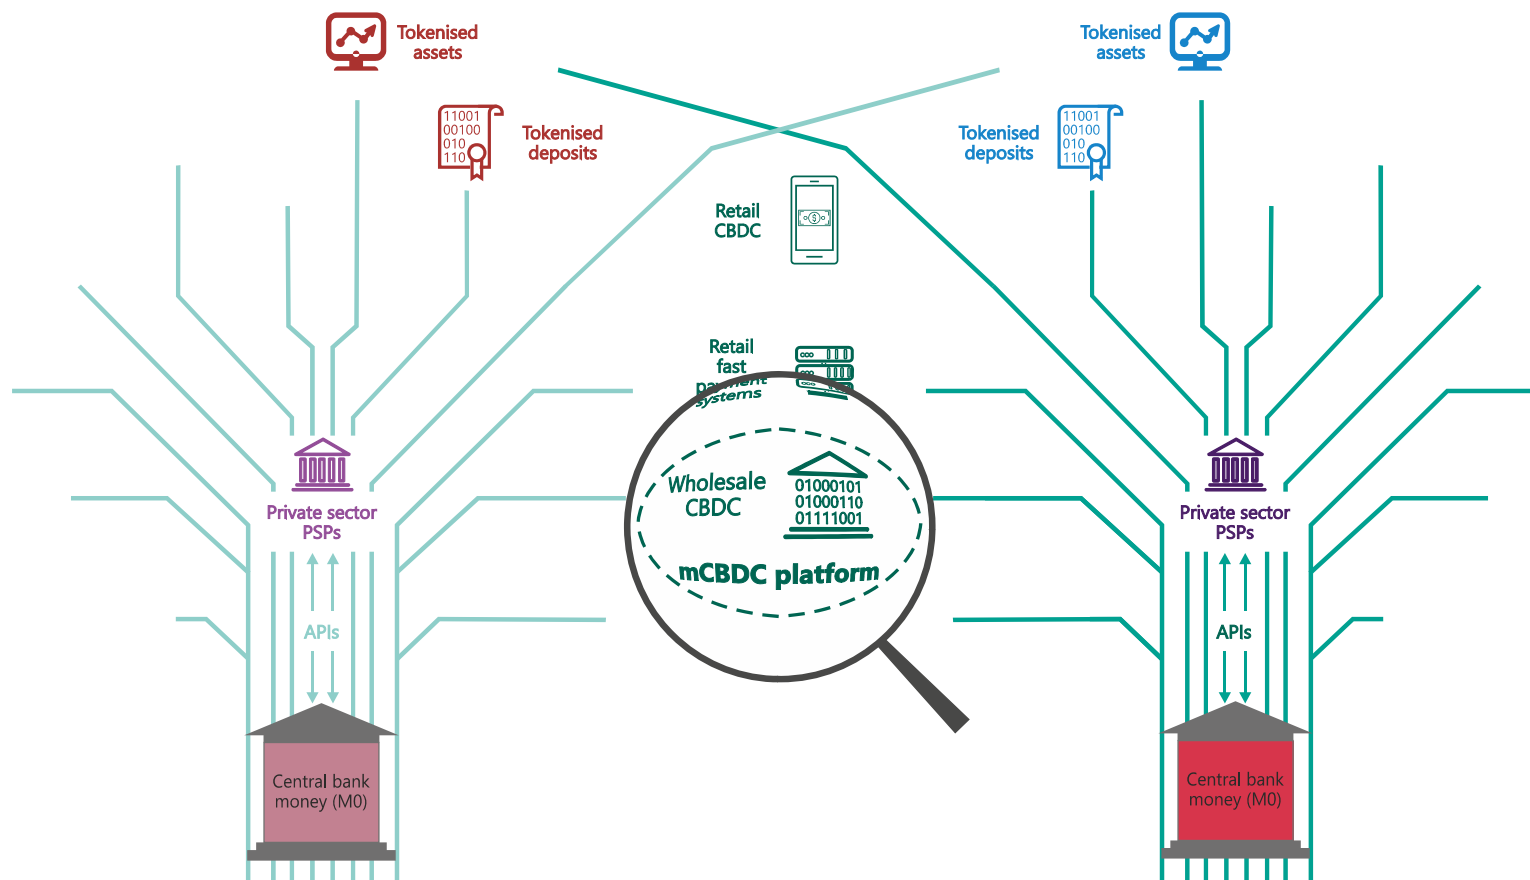 Tokenised
assets
Tokenised
assets
11001
00100
010
110
Tokenised
deposits
Tokenised
deposits
11001
00100
010
110
Retail
CBDC
$
Retail
fast
payment
systems
Wholesale
CBDC
01000101
01000110
01111001
mCBDC platform
Private sector
PSPs
Private sector
PSPs
APIs
APIs
Central bank
money (M0)
Central bank
money (M0)